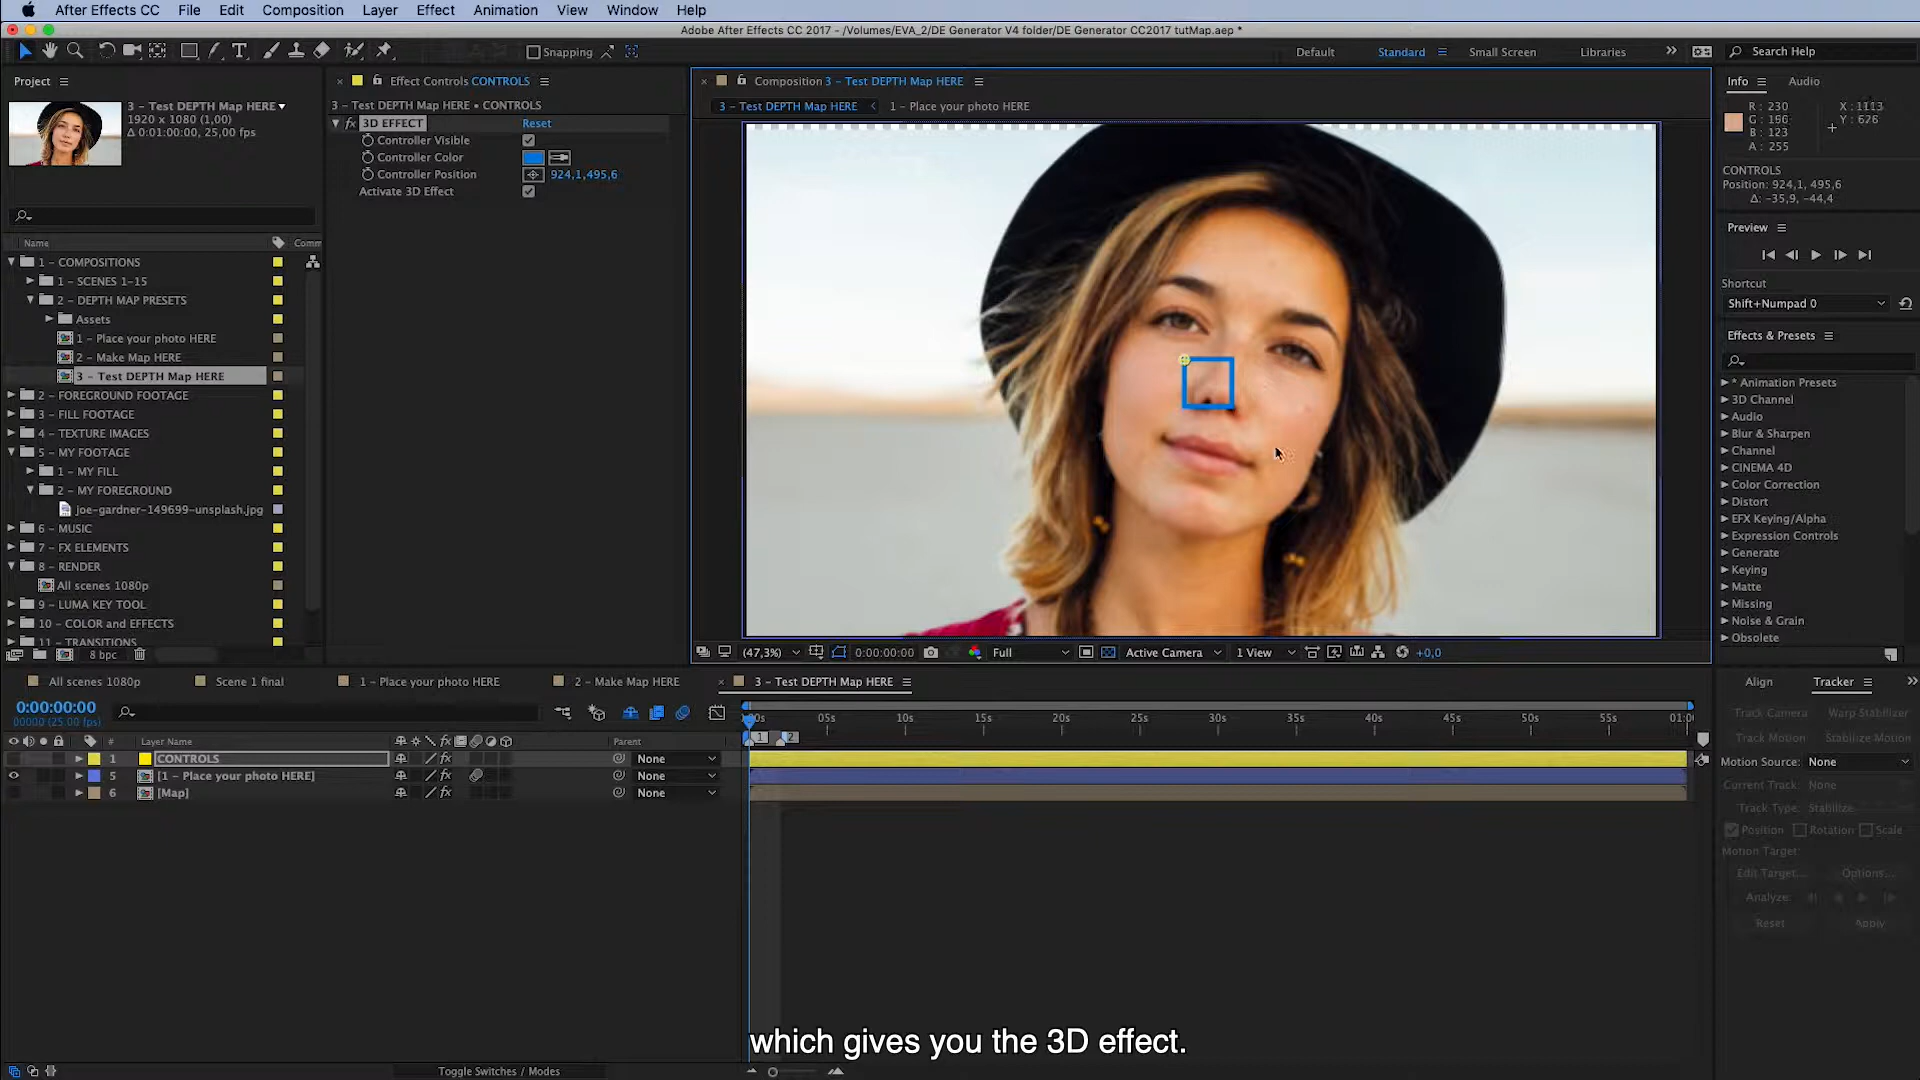 After Effects CC File Edit Composition Layer Effect Animation View Window Help
Adobe After Effects CC 2017 - /Volumes/EVA_2/DE Generator V4 folder/DE Generator CC2017 tutMap.aep *
Snapping
Default Standard Small Screen Libraries Search Help
Project
3 - Test DEPTH Map HERE
1920 x 1080 (1,00)
Δ 0:01:00:00, 25,00 fps
Name Comm
1 - COMPOSITIONS
1 - SCENES 1-15
2 - DEPTH MAP PRESETS
Assets
1 - Place your photo HERE
2 - Make Map HERE
3 - Test DEPTH Map HERE
2 - FOREGROUND FOOTAGE
3 - FILL FOOTAGE
4 - TEXTURE IMAGES
5 - MY FOOTAGE
1 - MY FILL
2 - MY FOREGROUND
joe-gardner-149699-unsplash.jpg
6 - MUSIC
7 - FX ELEMENTS
8 - RENDER
All scenes 1080p
9 - LUMA KEY TOOL
10 - COLOR and EFFECTS
11 - TRANSITIONS
8 bpc
Effect Controls CONTROLS
3 - Test DEPTH Map HERE • CONTROLS
fx 3D EFFECT Reset
Controller Visible
Controller Color
Controller Position 924,1,495,6
Activate 3D Effect
Composition 3 - Test DEPTH Map HERE
3 - Test DEPTH Map HERE 1 - Place your photo HERE
(47,3%) 0:00:00:00 Full Active Camera 1 View +0,0
Info Audio
R : 230 X : 1113
G : 196 Y : 626
B : 123
A : 255
CONTROLS
Position: 924,1, 495,6
Δ: -35,9, -44,4
Preview
Shortcut
Shift+Numpad 0
Effects & Presets
* Animation Presets
3D Channel
Audio
Blur & Sharpen
Channel
CINEMA 4D
Color Correction
Distort
EFX Keying/Alpha
Expression Controls
Generate
Keying
Matte
Missing
Noise & Grain
Obsolete
All scenes 1080p Scene 1 final 1 - Place your photo HERE 2 - Make Map HERE 3 - Test DEPTH Map HERE
0:00:00:00
00000 (25.00 fps)
# Layer Name fx Parent
1 CONTROLS fx None
5 [1 - Place your photo HERE] fx None
6 [Map] fx None
00s 05s 10s 15s 20s 25s 30s 35s 40s 45s 50s 55s 01:0
1 2
Align Tracker
Track Camera Warp Stabilizer
Track Motion Stabilize Motion
Motion Source: None
Current Track: None
Track Type: Stabilize
Position Rotation Scale
Motion Target:
Edit Target... Options...
Analyze:
Reset Apply
which gives you the 3D effect.
Toggle Switches / Modes